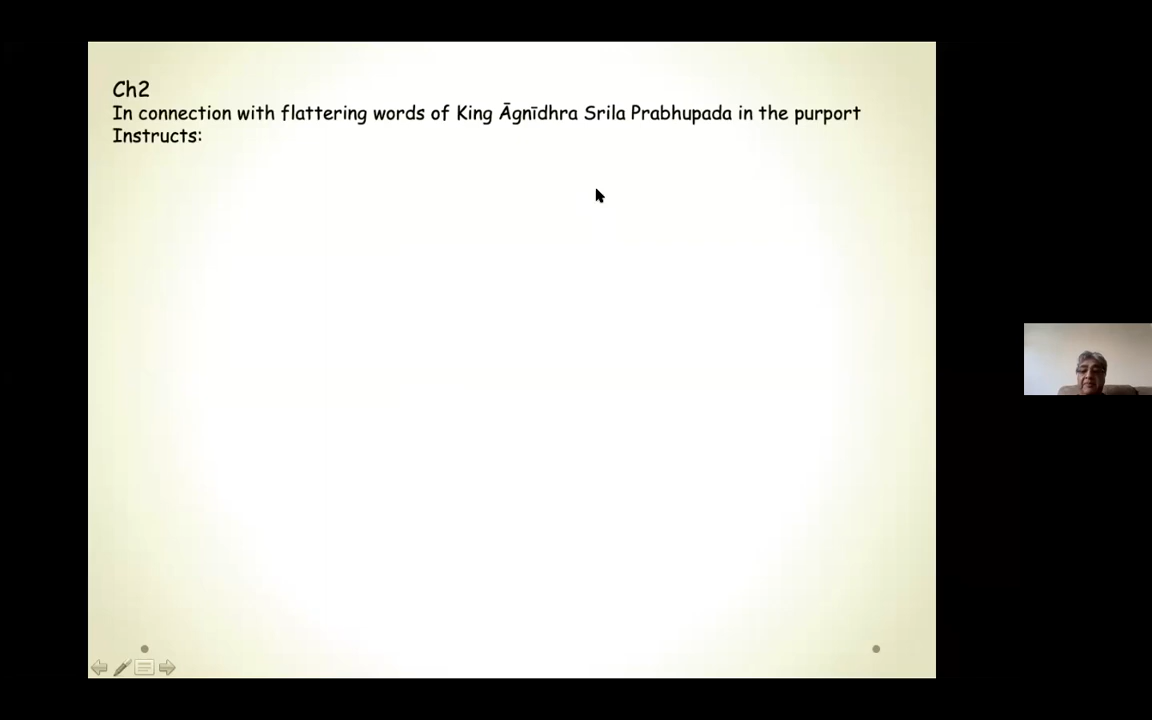 Ch2
In connection with flattering words of King Āgnīdhra Srila Prabhupada in the purport
Instructs: